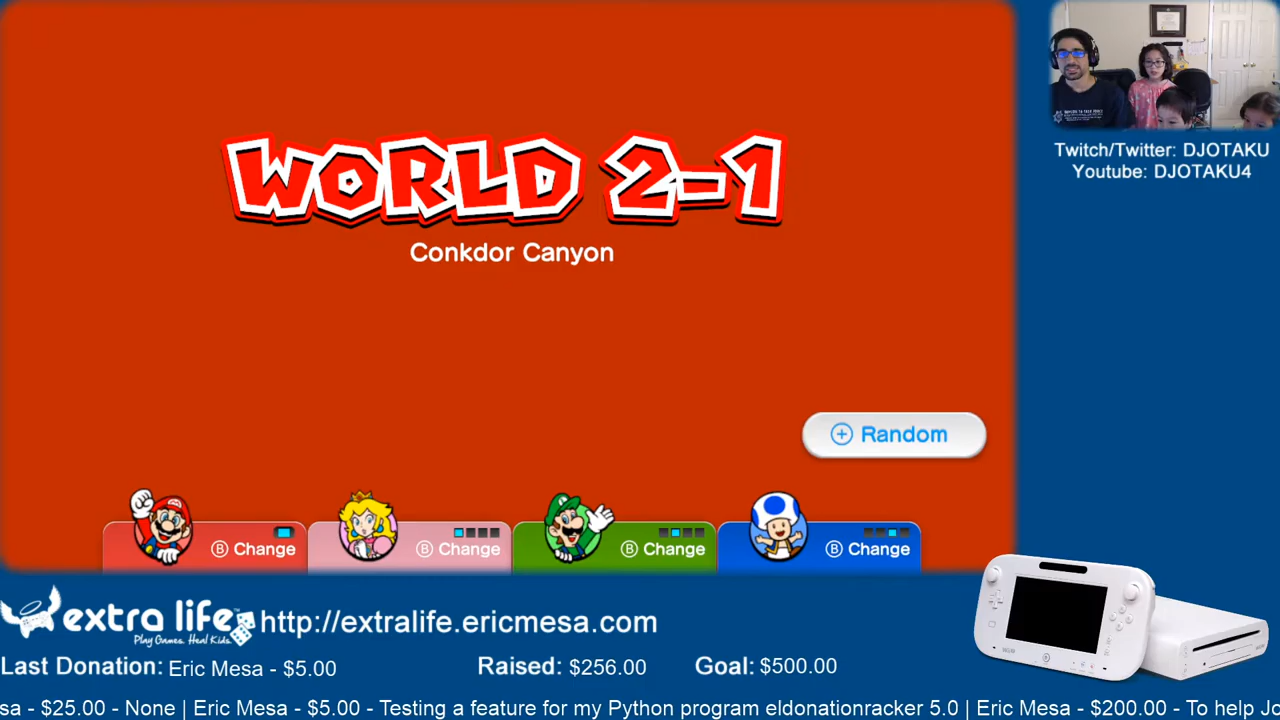 WORLD 2-1
Conkdor Canyon
Random
Change
Change
Change
Change
Twitch/Twitter: DJOTAKU
Youtube: DJOTAKU4
extra life
Play Games. Heal Kids.
http://extralife.ericmesa.com
Last Donation: Eric Mesa - $5.00
Raised: $256.00
Goal: $500.00
sa - $25.00 - None | Eric Mesa - $5.00 - Testing a feature for my Python program eldonationracker 5.0 | Eric Mesa - $200.00 - To help Jo